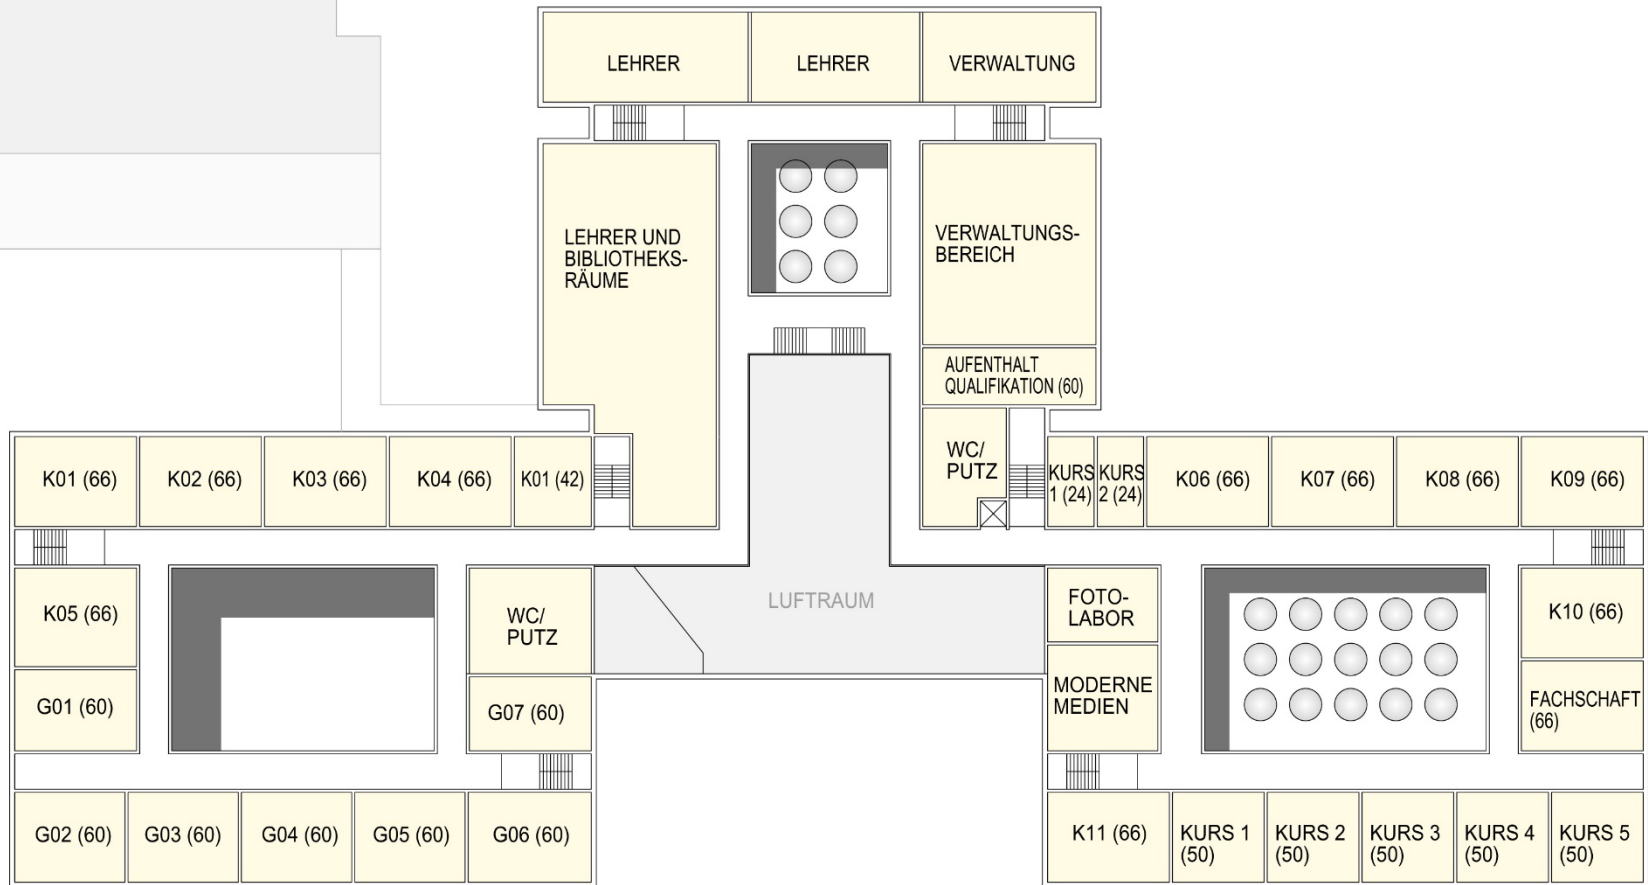 LEHRER
LEHRER
VERWALTUNG
LEHRER UND
BIBLIOTHEKS-
RÄUME
VERWALTUNGS-
BEREICH
AUFENTHALT
QUALIFIKATION (60)
K01 (66)
K02 (66)
K03 (66)
K04 (66)
K01 (42)
WC/
PUTZ
KURS
1 (24)
KURS
2 (24)
K06 (66)
K07 (66)
K08 (66)
K09 (66)
K05 (66)
WC/
PUTZ
LUFTRAUM
FOTO-
LABOR
K10 (66)
G01 (60)
G07 (60)
MODERNE
MEDIEN
FACHSCHAFT
(66)
G02 (60)
G03 (60)
G04 (60)
G05 (60)
G06 (60)
K11 (66)
KURS 1
(50)
KURS 2
(50)
KURS 3
(50)
KURS 4
(50)
KURS 5
(50)